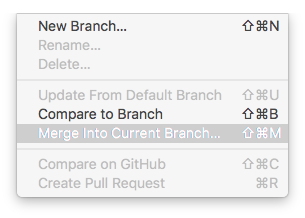 New Branch... ⇧⌘N
Rename...
Delete...
Update From Default Branch ⇧⌘U
Compare to Branch ⇧⌘B
Merge Into Current Branch... ⇧⌘M
Compare on GitHub ⇧⌘C
Create Pull Request ⌘R